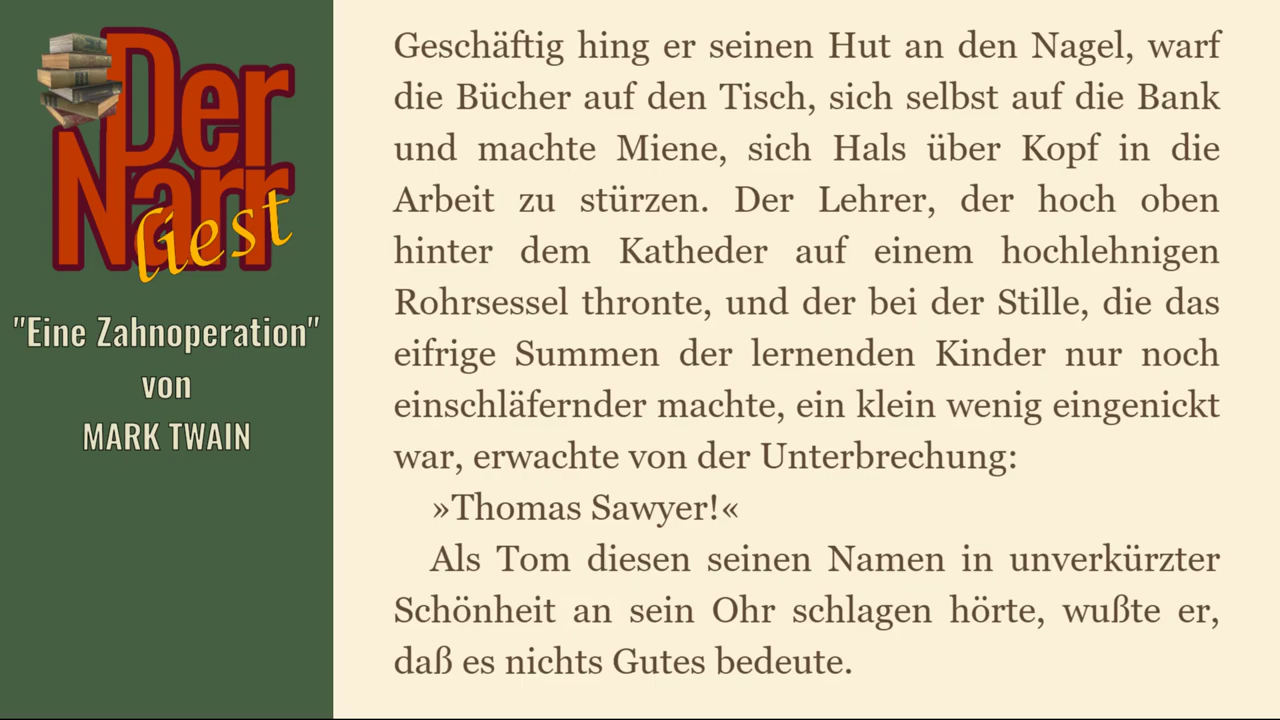 Der
Narr
liest
"Eine Zahnoperation"
von
MARK TWAIN
Geschäftig hing er seinen Hut an den Nagel, warf
die Bücher auf den Tisch, sich selbst auf die Bank
und machte Miene, sich Hals über Kopf in die
Arbeit zu stürzen. Der Lehrer, der hoch oben
hinter dem Katheder auf einem hochlehnigen
Rohrsessel thronte, und der bei der Stille, die das
eifrige Summen der lernenden Kinder nur noch
einschläfernder machte, ein klein wenig eingenickt
war, erwachte von der Unterbrechung:
»Thomas Sawyer!«
Als Tom diesen seinen Namen in unverkürzter
Schönheit an sein Ohr schlagen hörte, wußte er,
daß es nichts Gutes bedeute.